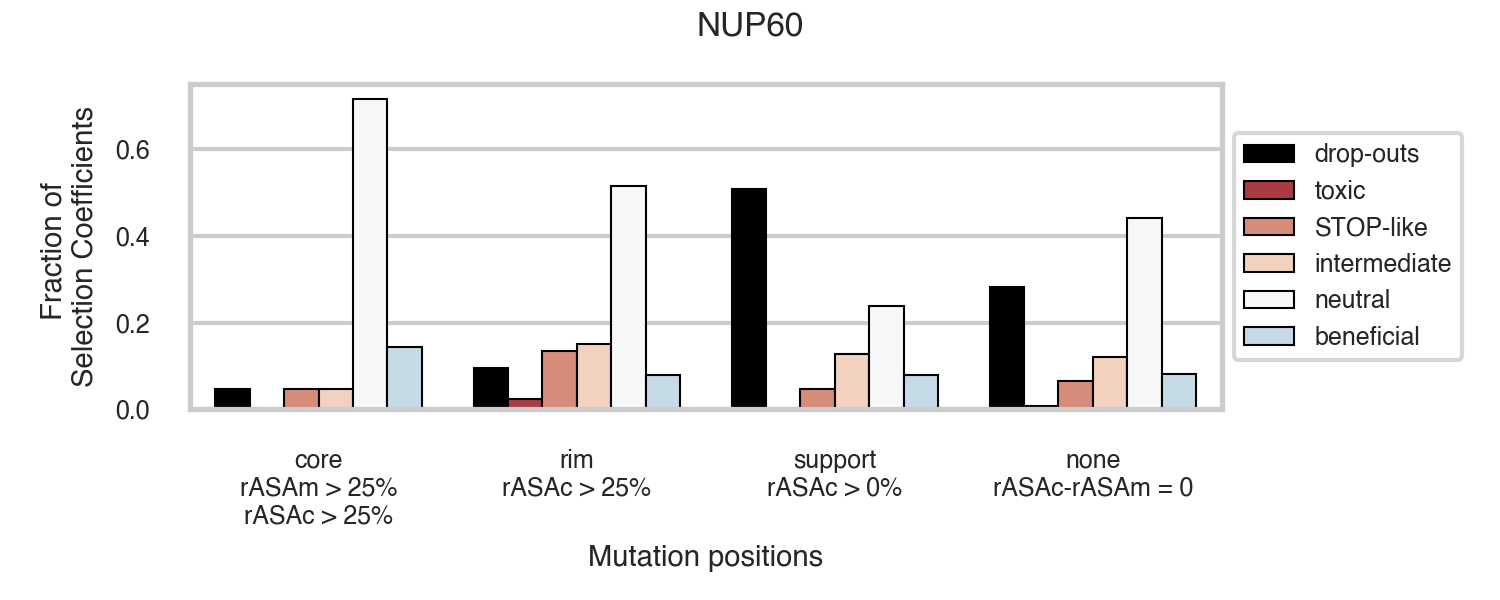 NUP60
Fraction of
Selection Coefficients
0.6
0.4
0.2
0.0
drop-outs
toxic
STOP-like
intermediate
neutral
beneficial
core
rASAm > 25%
rASAc > 25%
rim
rASAc > 25%
support
rASAc > 0%
none
rASAc-rASAm = 0
Mutation positions